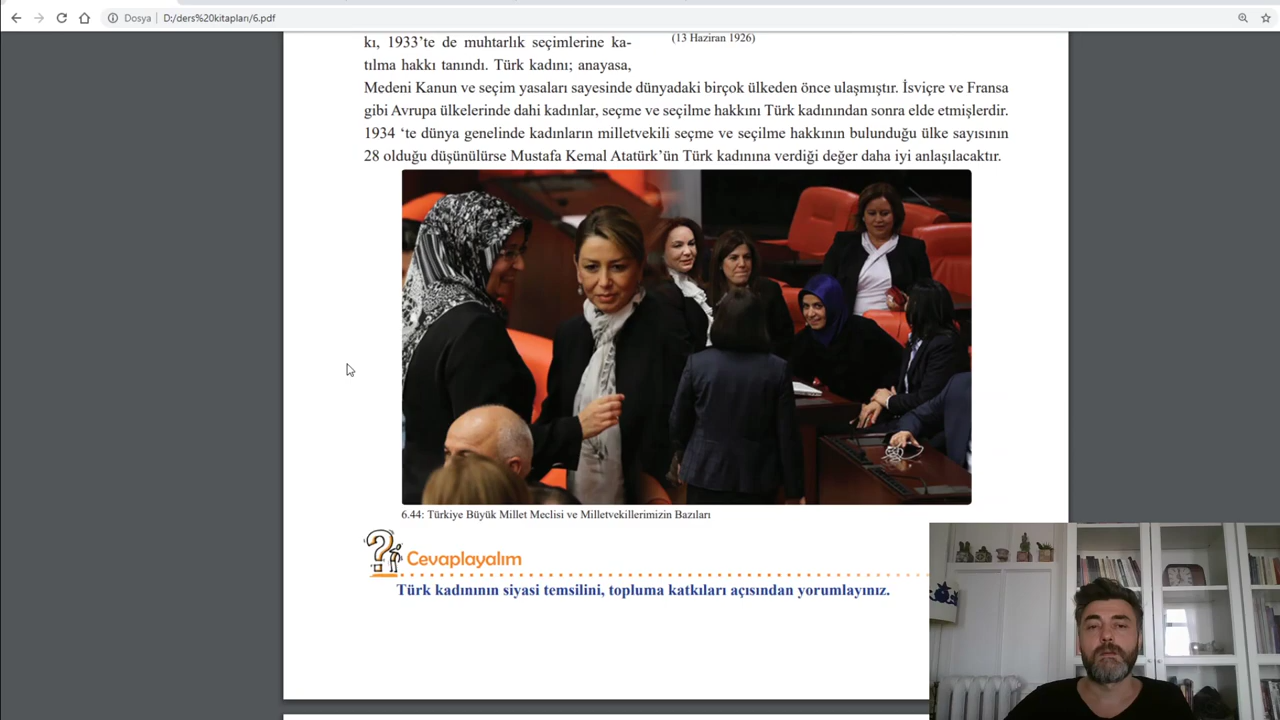 Dosya
D:/ders%20kitapları/6.pdf
kı, 1933’te de muhtarlık seçimlerine ka-
(13 Haziran 1926)
tılma hakkı tanındı. Türk kadını; anayasa,
Medeni Kanun ve seçim yasaları sayesinde dünyadaki birçok ülkeden önce ulaşmıştır. İsviçre ve Fransa
gibi Avrupa ülkelerinde dahi kadınlar, seçme ve seçilme hakkını Türk kadınından sonra elde etmişlerdir.
1934 ‘te dünya genelinde kadınların milletvekili seçme ve seçilme hakkının bulunduğu ülke sayısının
28 olduğu düşünülürse Mustafa Kemal Atatürk’ün Türk kadınına verdiği değer daha iyi anlaşılacaktır.
6.44: Türkiye Büyük Millet Meclisi ve Milletvekillerimizin Bazıları
Cevaplayalım
Türk kadınının siyasi temsilini, topluma katkıları açısından yorumlayınız.